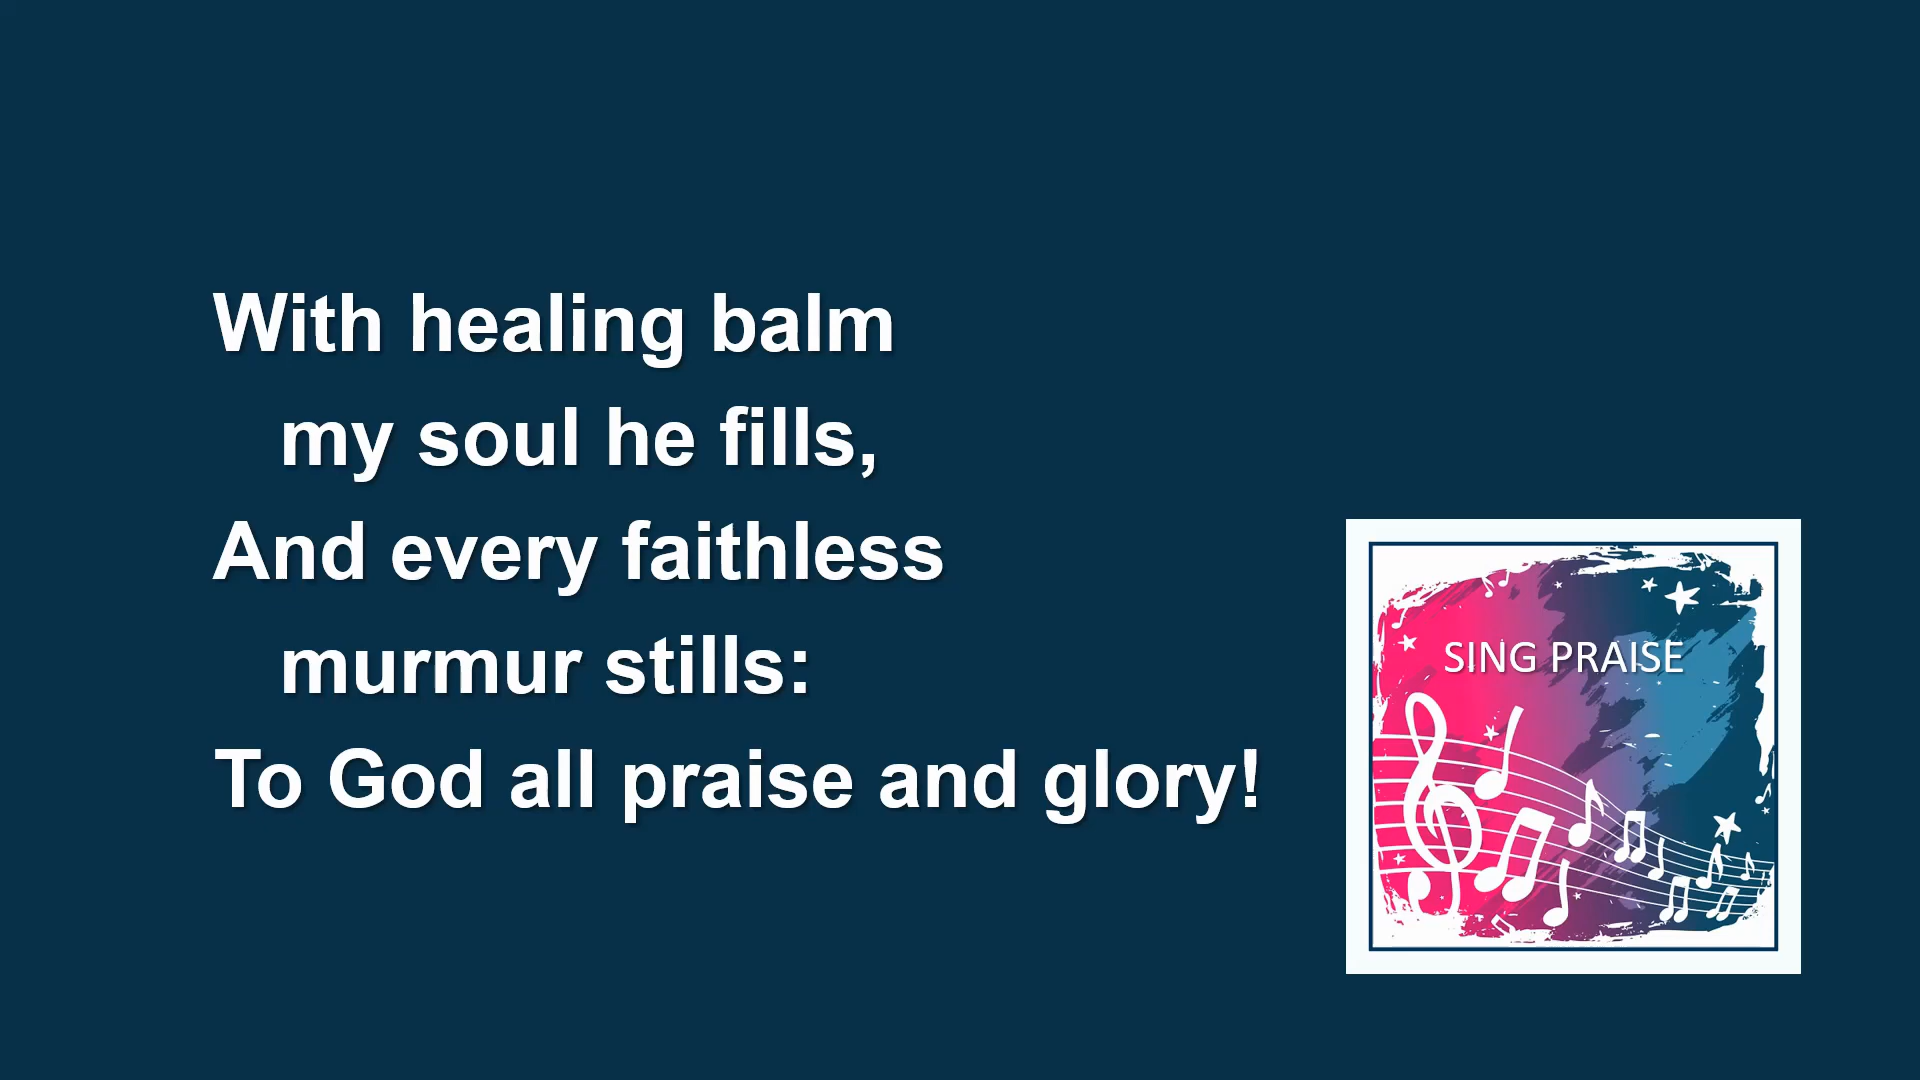 With healing balm
my soul he fills,
And every faithless
murmur stills:
To God all praise and glory!
SING PRAISE